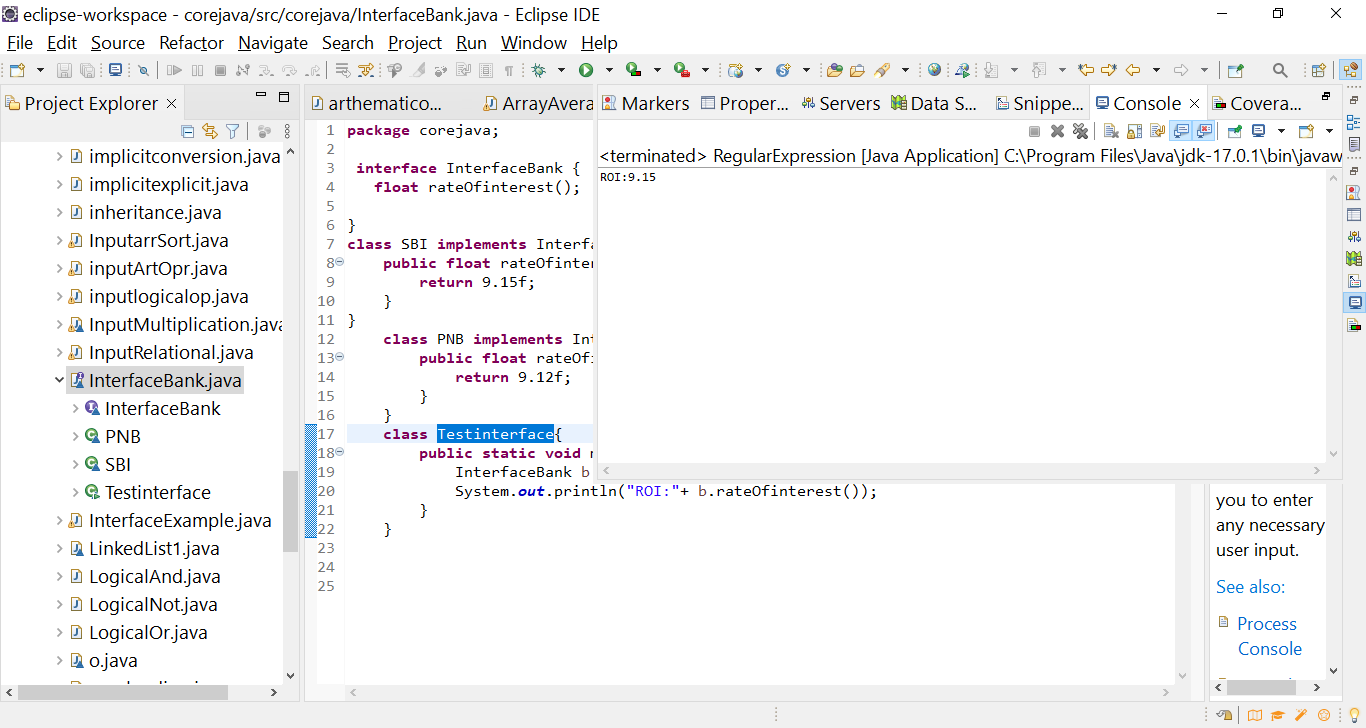 eclipse-workspace - corejava/src/corejava/InterfaceBank.java - Eclipse IDE
File Edit Source Refactor Navigate Search Project Run Window Help
Project Explorer
implicitconversion.java
implicitexplicit.java
inheritance.java
InputarrSort.java
inputArtOpr.java
inputlogicalop.java
InputMultiplication.java
InputRelational.java
InterfaceBank.java
InterfaceBank
PNB
SBI
Testinterface
InterfaceExample.java
LinkedList1.java
LogicalAnd.java
LogicalNot.java
LogicalOr.java
o.java
arthematico... ArrayAvera
1 package corejava;
2
3 interface InterfaceBank {
4 float rateOfinterest();
5
6 }
7 class SBI implements Interfa
8 public float rateOfinter
9 return 9.15f;
10 }
11 }
12 class PNB implements Int
13 public float rateOfi
14 return 9.12f;
15 }
16 }
17 class Testinterface{
18 public static void m
19 InterfaceBank b
20 System.out.println("ROI:"+ b.rateOfinterest());
21 }
22 }
23
24
25
Markers Proper... Servers Data S... Snippe... Console Covera...
<terminated> RegularExpression [Java Application] C:\Program Files\Java\jdk-17.0.1\bin\javaw
ROI:9.15
you to enter
any necessary
user input.
See also:
Process
Console